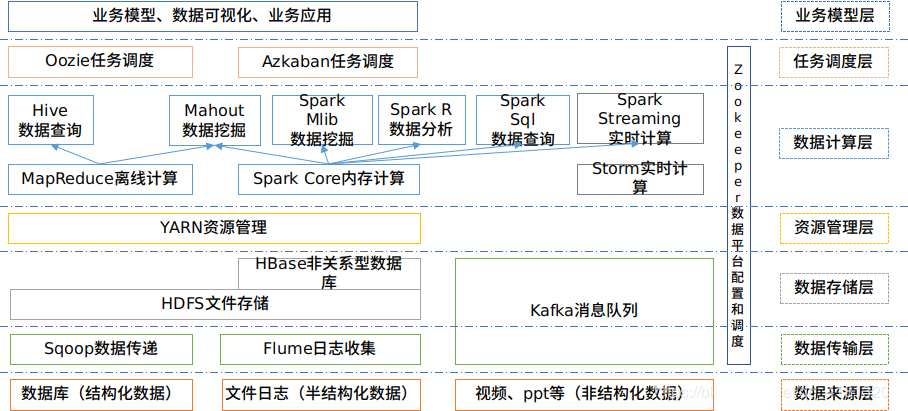 业务模型、数据可视化、业务应用
业务模型层
Oozie任务调度
Azkaban任务调度
任务调度层
Hive
数据查询
Mahout
数据挖掘
Spark
Mlib
数据挖掘
Spark R
数据分析
Spark
Sql
数据查询
Spark
Streaming
实时计算
MapReduce离线计算
Spark Core内存计算
Storm实时计
算
数据计算层
Zookeeper数据平台配置和调度
YARN资源管理
资源管理层
HBase非关系型数据
库
HDFS文件存储
Kafka消息队列
数据存储层
Sqoop数据传递
Flume日志收集
数据传输层
数据库（结构化数据）
文件日志（半结构化数据）
视频、ppt等（非结构化数据）
数据来源层